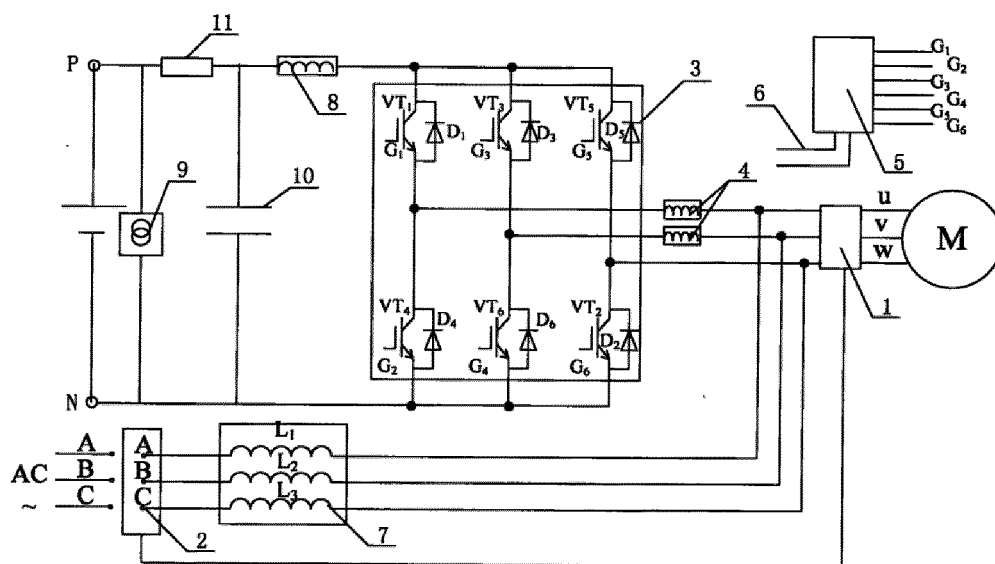 11
P
8
VT1
VT3
VT5
3
D1
D3
D5
G1
G3
G5
6
5
G1
G2
G3
G4
G5
G6
9
10
4
u
v
w
M
1
VT4
VT6
VT2
D4
D6
D2
G2
G4
G6
N
AC
~
A
B
C
A
B
C
L1
L2
L3
2
7